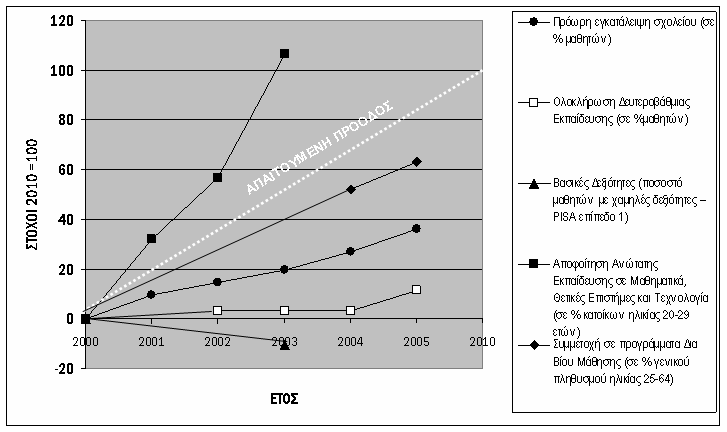 120
100
80
60
40
20
0
-20
ΣΤΟΧΟΙ 2010 =100
ΑΠΑΙΤΟΥΜΕΝΗ ΠΡΟΟΔΟΣ
2000 2001 2002 2003 2004 2005 2010
ΕΤΟΣ
Πρόωρη εγκατάλειψη σχολείου (σε
% μαθητών)
Ολοκλήρωση Δευτεροβάθμιας
Εκπαίδευσης (σε %μαθητών)
Βασικές Δεξιότητες (ποσοστό
μαθητών με χαμηλές δεξιότητες –
PISA επίπεδο 1)
Αποφοίτηση Ανώτατης
Εκπαίδευσης σε Μαθηματικά,
Θετικές Επιστήμες και Τεχνολογία
(σε % κατοίκων ηλικίας 20-29
ετών)
Συμμετοχή σε προγράμματα Δια
Βίου Μάθησης (σε % γενικού
πληθυσμού ηλικίας 25-64)